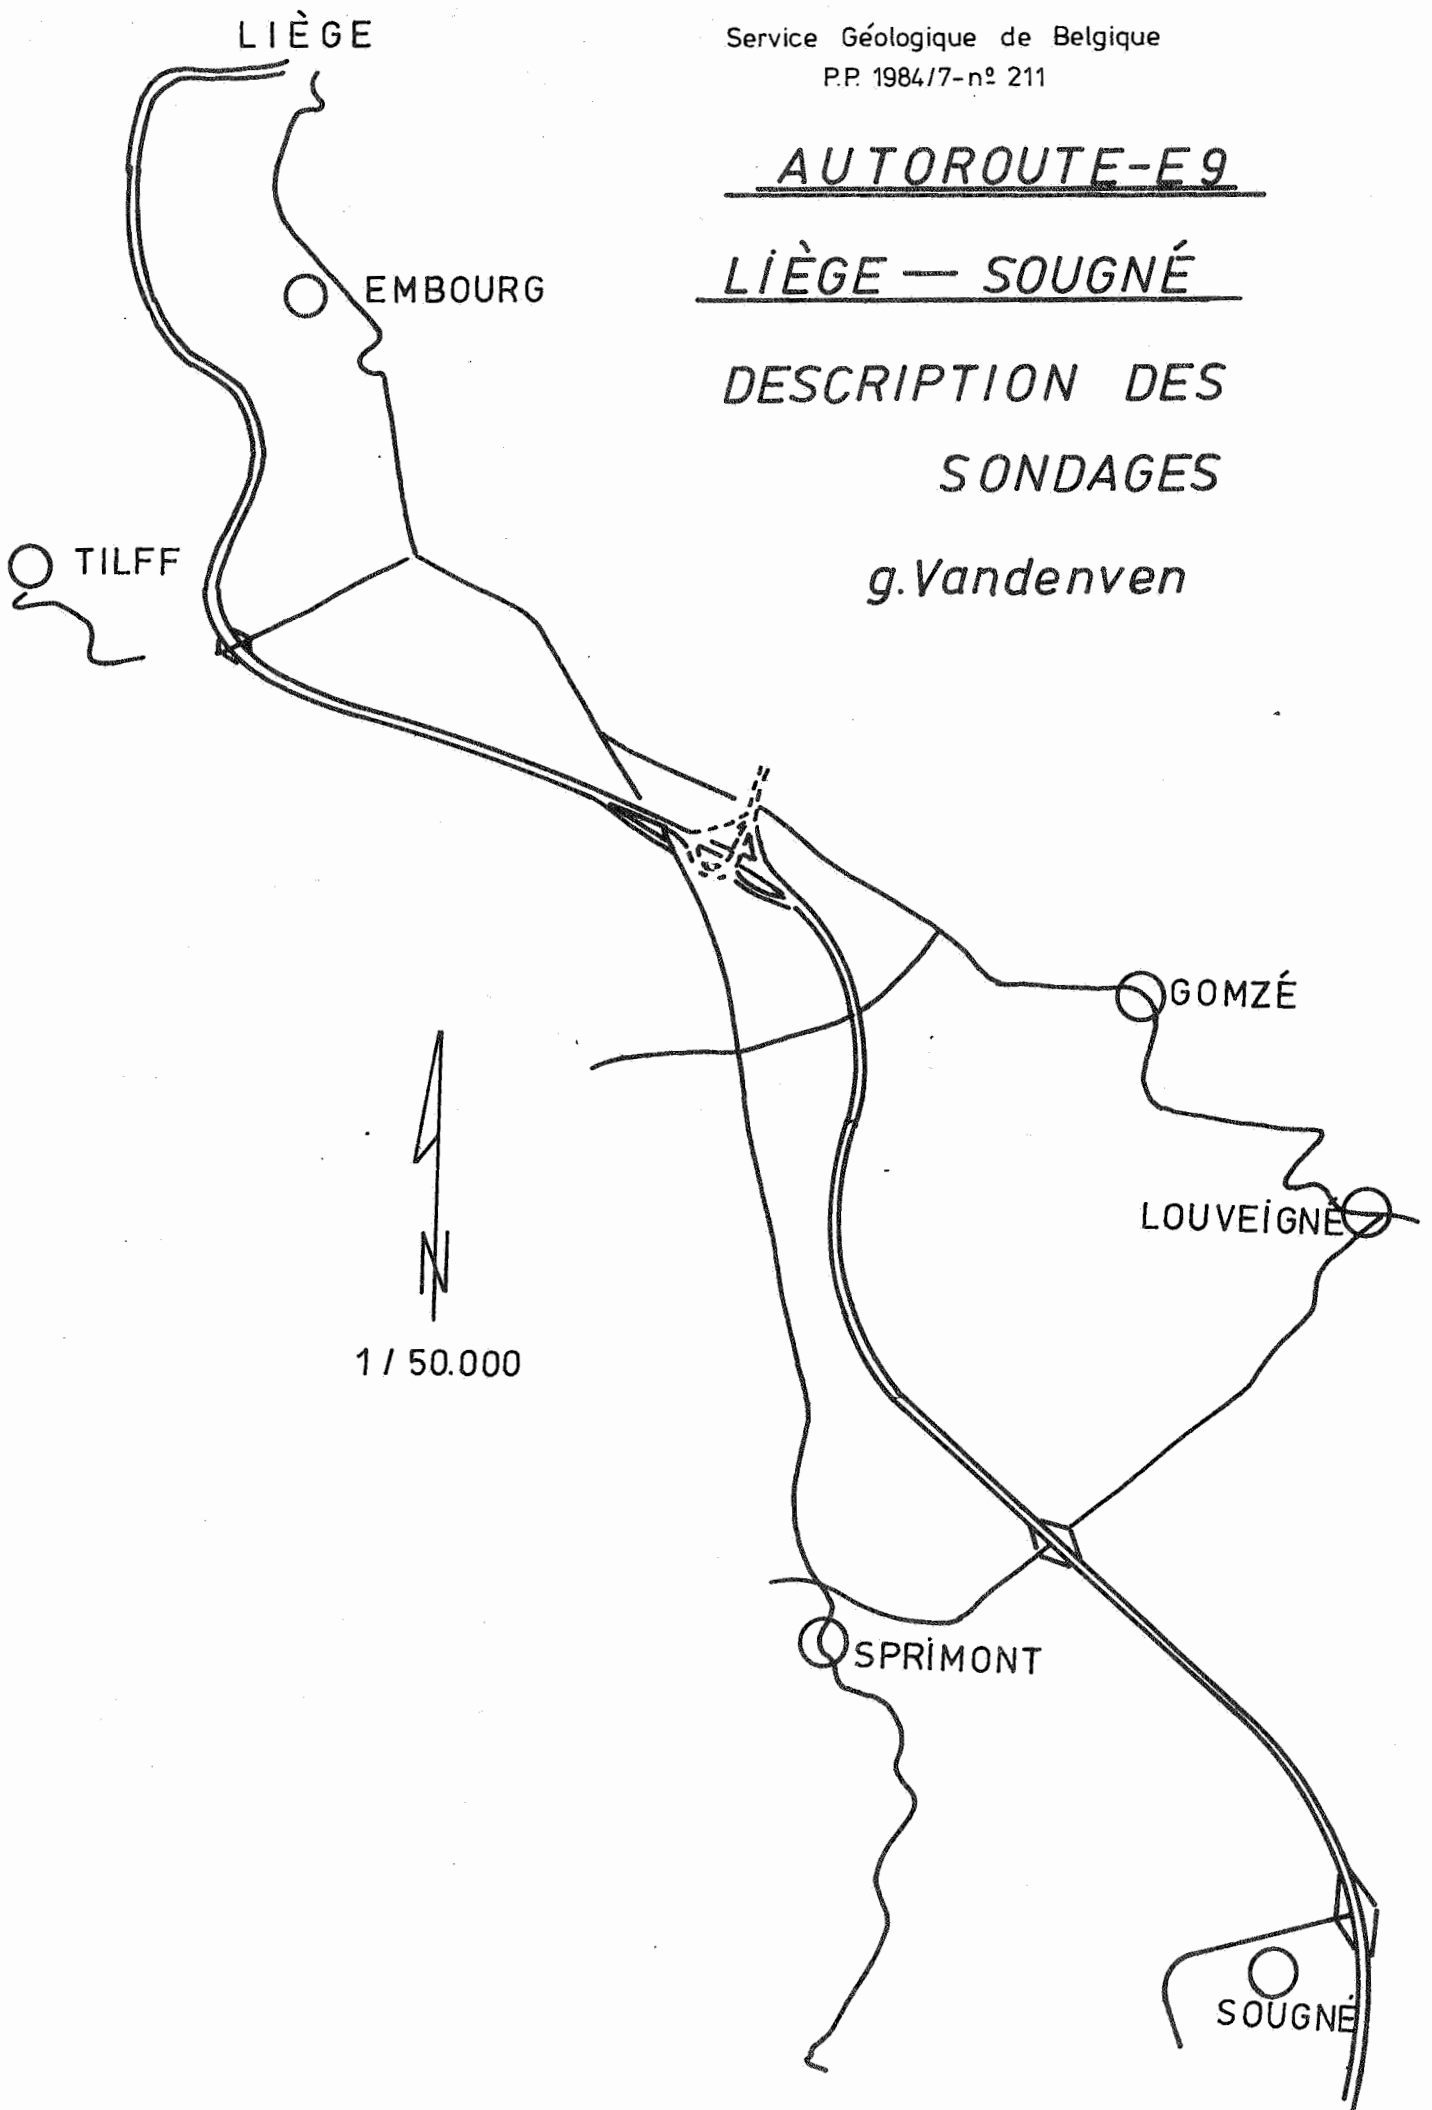 LIÈGE
Service Géologique de Belgique
P.P. 1984/7-nº 211
AUTOROUTE-E9
LIÈGE — SOUGNÉ
DESCRIPTION DES
SONDAGES
g.Vandenven
EMBOURG
TILFF
GOMZÉ
LOUVEIGNÉ
N
1/50.000
SPRIMONT
SOUGNÉ